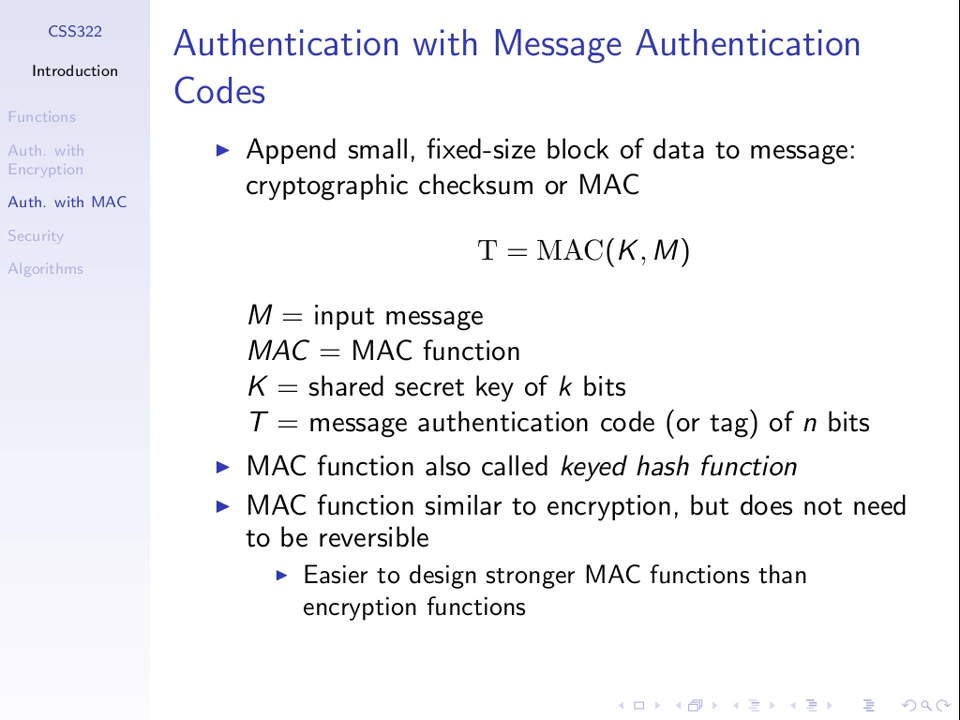 CSS322
Introduction
Functions
Auth. with
Encryption
Auth. with MAC
Security
Algorithms
Authentication with Message Authentication
Codes
Append small, fixed-size block of data to message:
cryptographic checksum or MAC
T = MAC(K, M)
M = input message
MAC = MAC function
K = shared secret key of k bits
T = message authentication code (or tag) of n bits
MAC function also called keyed hash function
MAC function similar to encryption, but does not need
to be reversible
Easier to design stronger MAC functions than
encryption functions